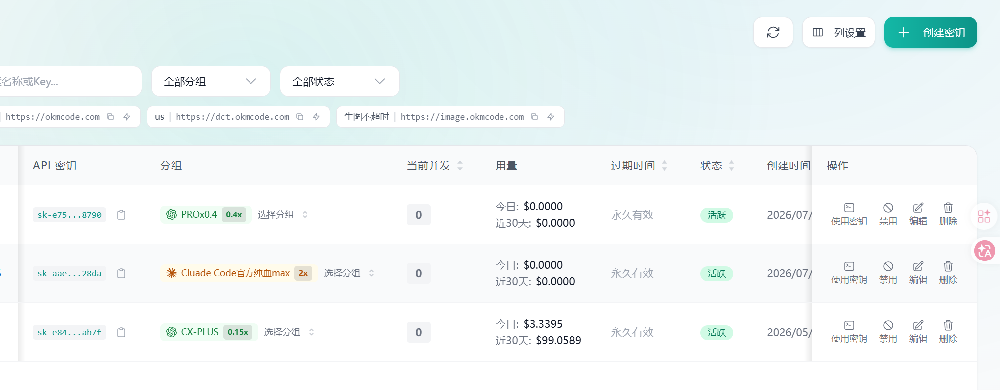 列设置
创建密钥
索名称或Key...
全部分组
全部状态
https://okmcode.com
us | https://dct.okmcode.com
生图不超时 | https://image.okmcode.com
API 密钥 分组 当前并发 用量 过期时间 状态 创建时间 操作
sk-e75...8790 PROx0.4 0.4x 选择分组 0 今日: $0.0000
近30天: $0.0000
永久有效 活跃 2026/07/ 使用密钥 禁用 编辑 删除
sk-aae...28da Cluade Code官方纯血max 2x 选择分组 0 今日: $0.0000
近30天: $0.0000
永久有效 活跃 2026/07/ 使用密钥 禁用 编辑 删除
sk-e84...ab7f CX-PLUS 0.15x 选择分组 0 今日: $3.3395
近30天: $99.0589
永久有效 活跃 2026/05/ 使用密钥 禁用 编辑 删除